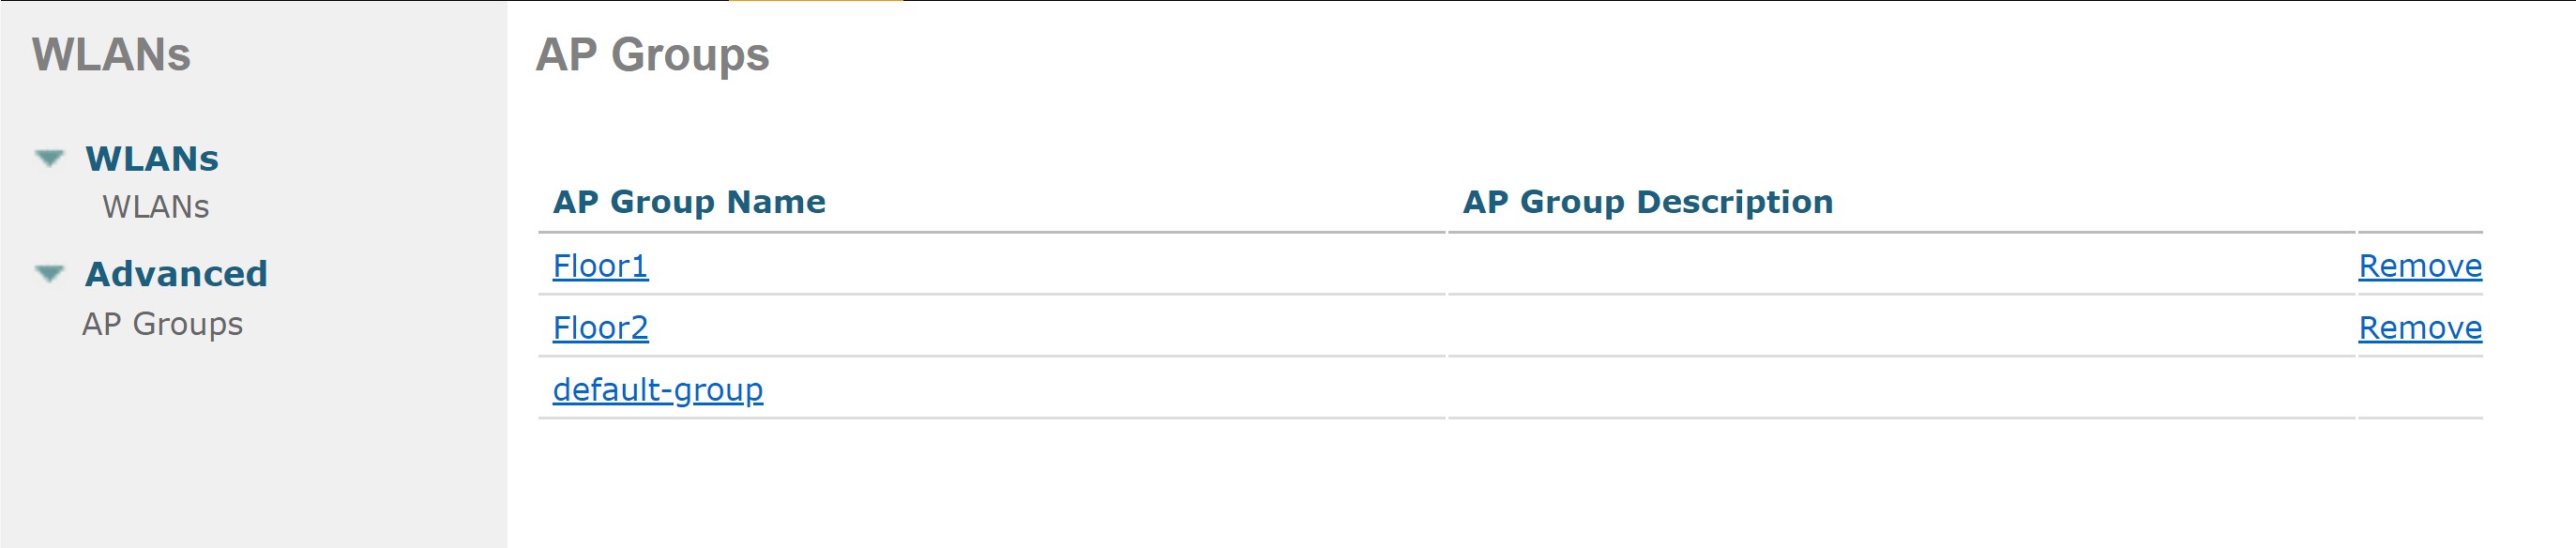 WLANs
WLANs
WLANs
Advanced
AP Groups
AP Groups
AP Group Name AP Group Description
Floor1 Remove
Floor2 Remove
default-group